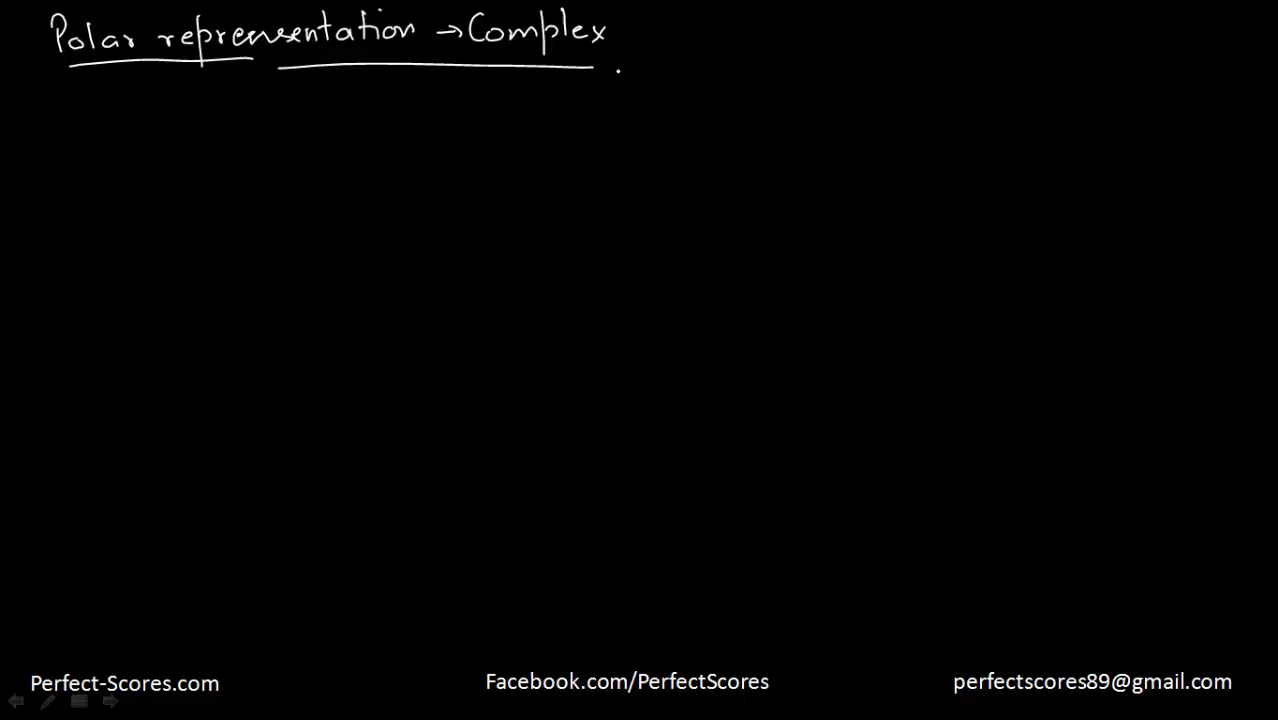 Polar representation → Complex
Perfect-Scores.com
Facebook.com/PerfectScores
perfectscores89@gmail.com